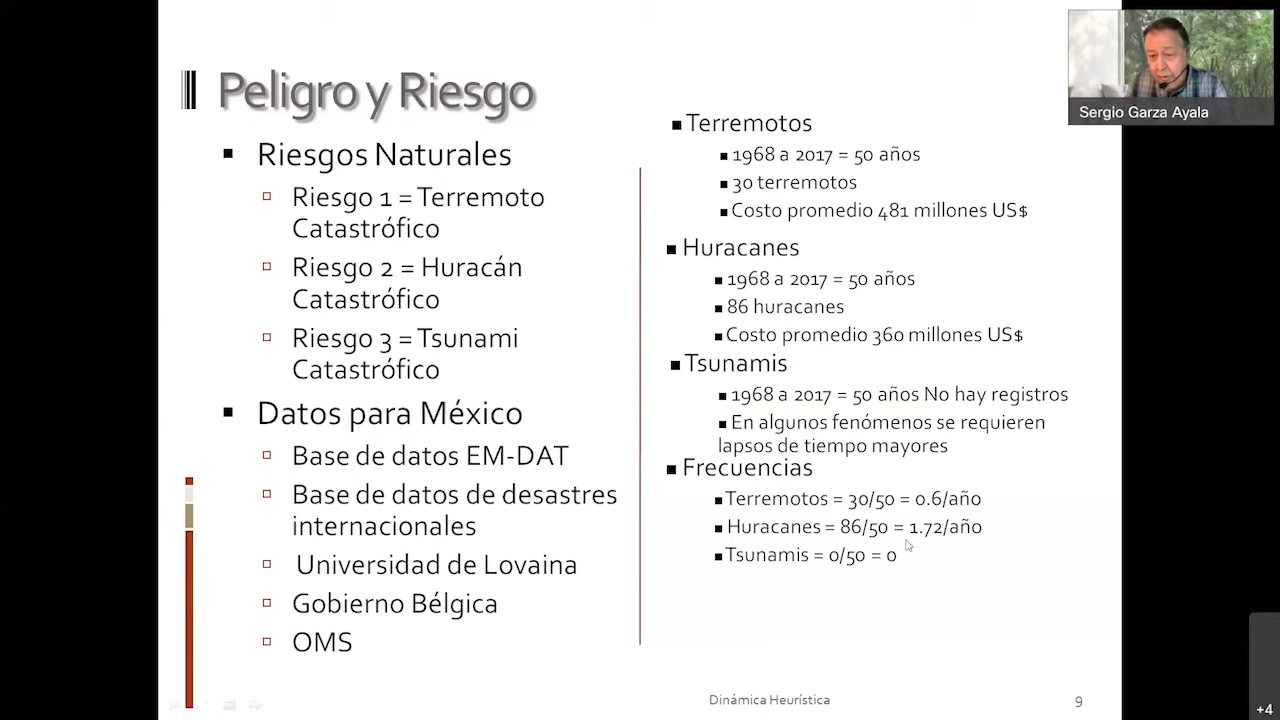 Peligro y Riesgo
Riesgos Naturales
Riesgo 1 = Terremoto
Catastrófico
Riesgo 2 = Huracán
Catastrófico
Riesgo 3 = Tsunami
Catastrófico
Datos para México
Base de datos EM-DAT
Base de datos de desastres
internacionales
Universidad de Lovaina
Gobierno Bélgica
OMS
Terremotos
1968 a 2017 = 50 años
30 terremotos
Costo promedio 481 millones US$
Huracanes
1968 a 2017 = 50 años
86 huracanes
Costo promedio 360 millones US$
Tsunamis
1968 a 2017 = 50 años No hay registros
En algunos fenómenos se requieren
lapsos de tiempo mayores
Frecuencias
Terremotos = 30/50 = 0.6/año
Huracanes = 86/50 = 1.72/año
Tsunamis = 0/50 = 0
Dinámica Heurística
9
Sergio Garza Ayala
+4